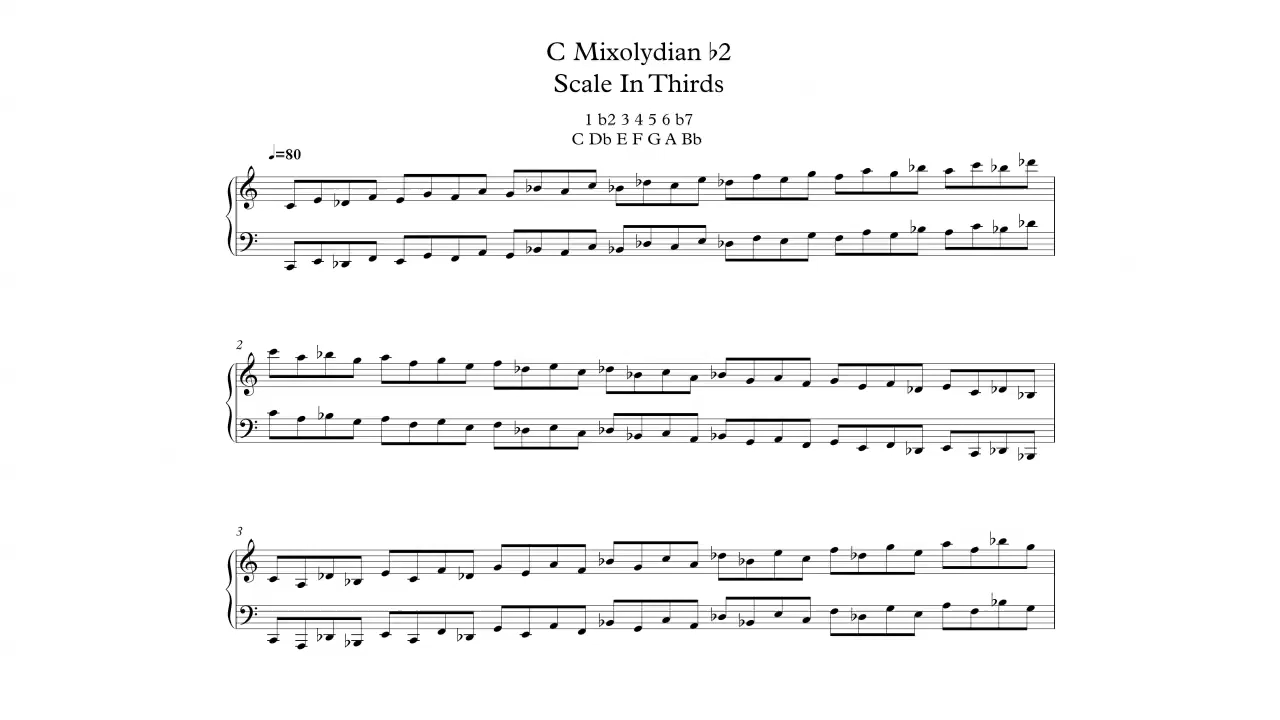 C Mixolydian ♭2
Scale In Thirds
1 b2 3 4 5 6 b7
C Db E F G A Bb
♩=80
2
3